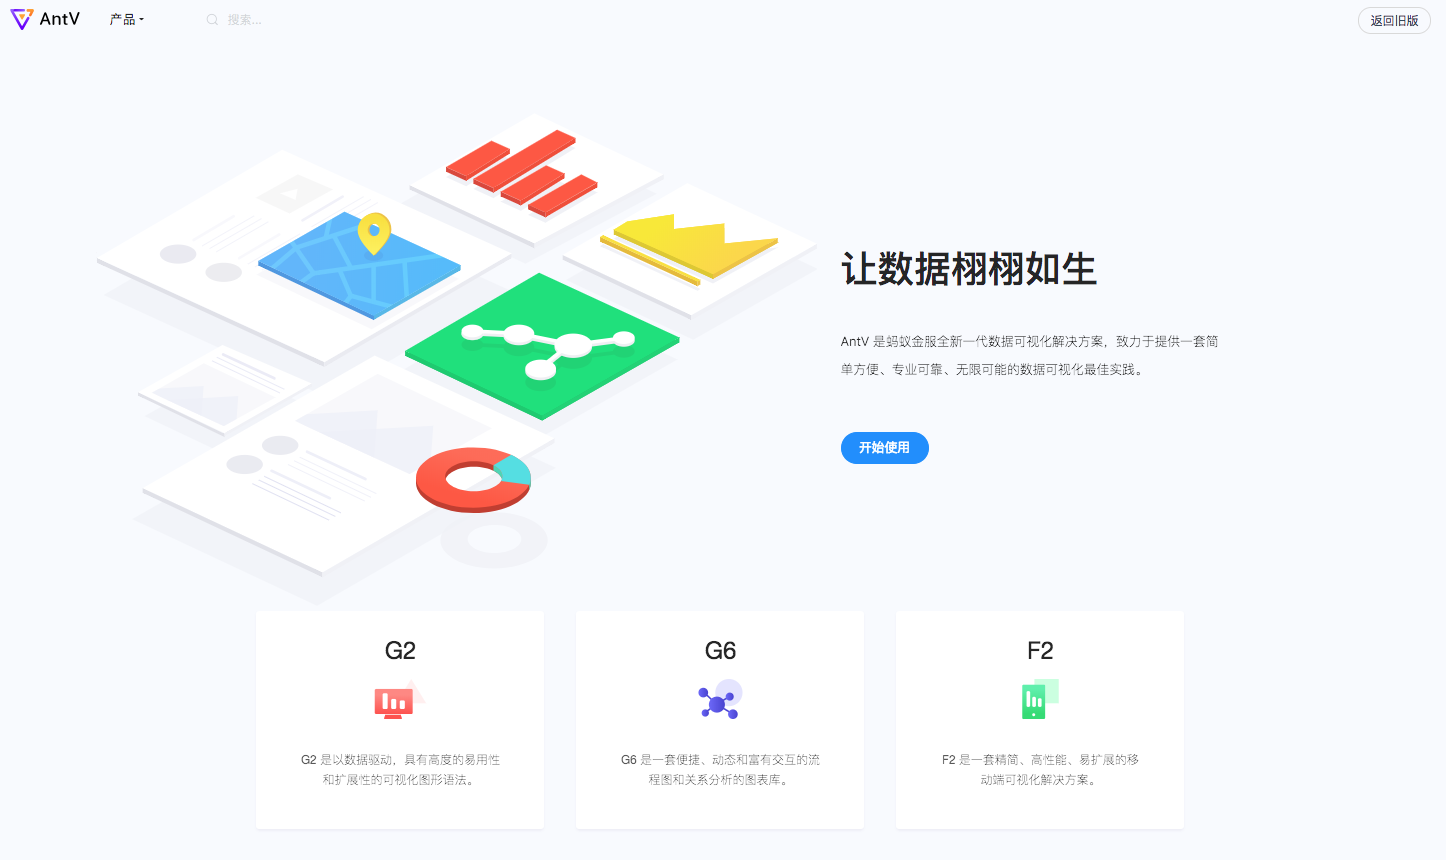 AntV 产品 搜索... 返回旧版
让数据栩栩如生
AntV 是蚂蚁金服全新一代数据可视化解决方案，致力于提供一套简
单方便、专业可靠、无限可能的数据可视化最佳实践。
开始使用
G2
G2 是以数据驱动，具有高度的易用性
和扩展性的可视化图形语法。
G6
G6 是一套便捷、动态和富有交互的流
程图和关系分析的图表库。
F2
F2 是一套精简、高性能、易扩展的移
动端可视化解决方案。